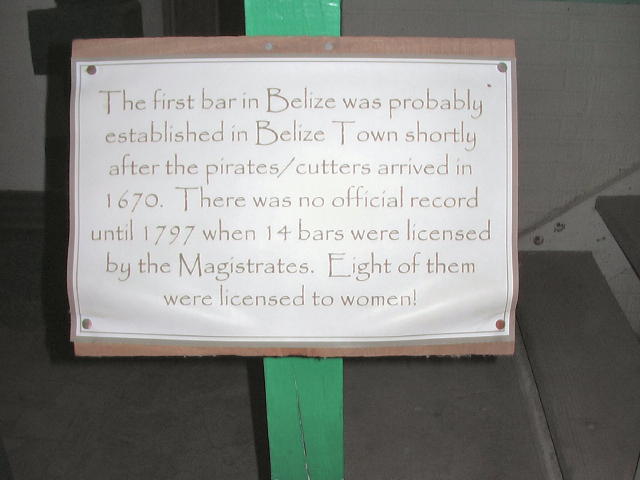 The first bar in Belize was probably
established in Belize Town shortly
after the pirates/cutters arrived in
1670. There was no official record
until 1797 when 14 bars were licensed
by the Magistrates. Eight of them
were licensed to women!